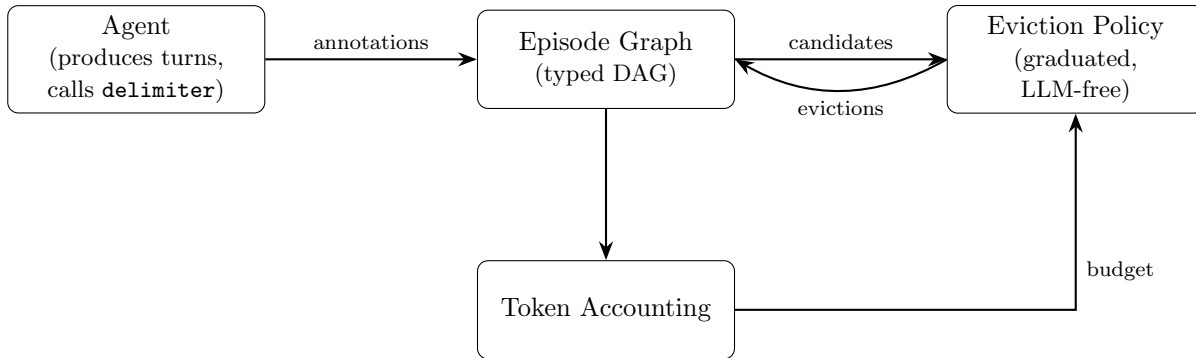 Agent
(produces turns,
calls delimiter)
annotations
Episode Graph
(typed DAG)
candidates
evictions
Eviction Policy
(graduated,
LLM-free)
Token Accounting
budget